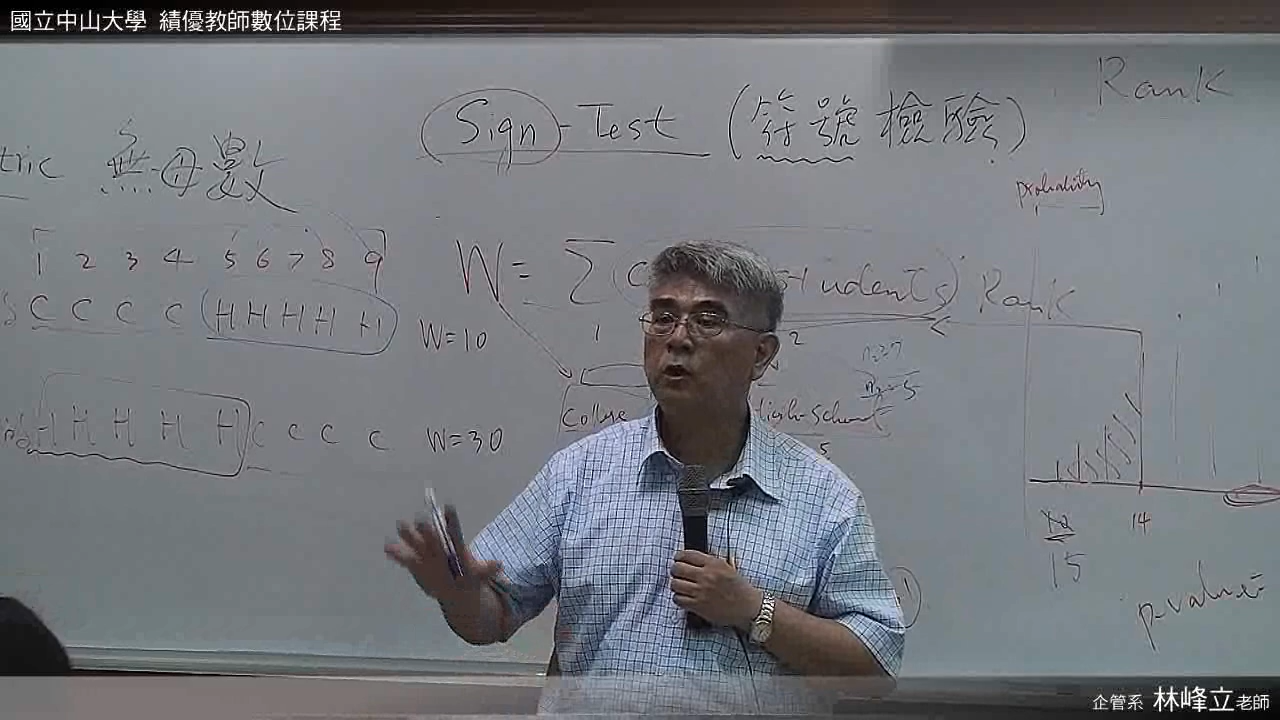 國立中山大學 績優教師數位課程
Rank
Sign-Test (符號檢驗)
tric 無母數
probability
1 2 3 4 5 6 7 8 9
W = Σ students Rank
C C C C (H H H H H) W=10
1 2
College High-School
H H H H H C C C C W=30
5
14
15
p-value=
企管系 林峰立老師